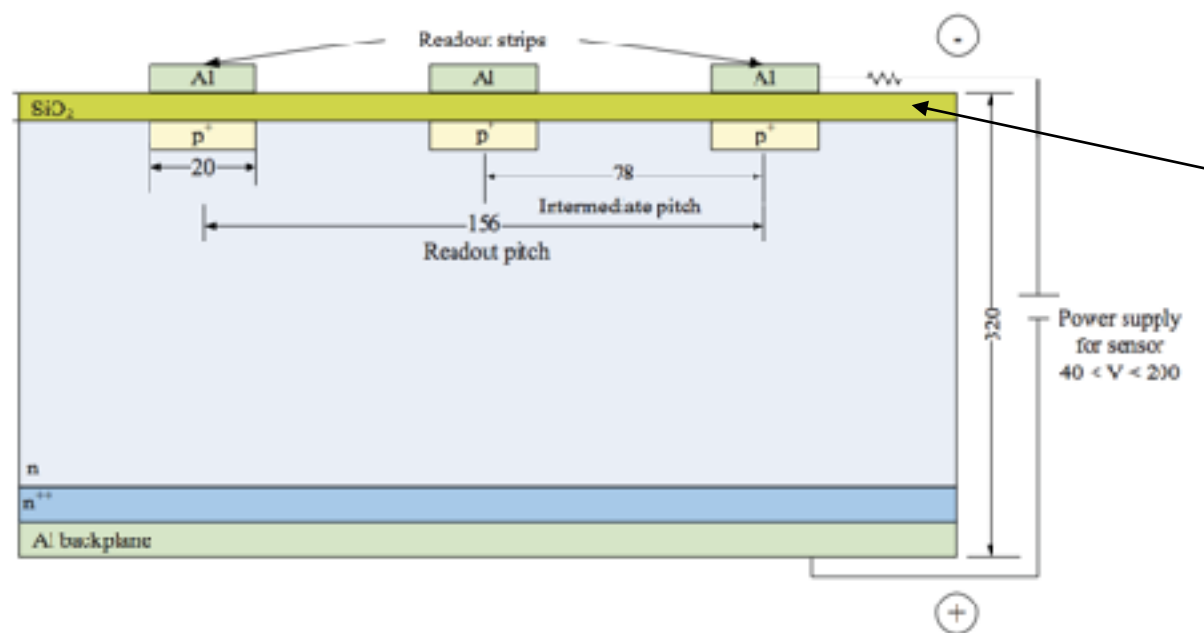 -
Readout strips
Al
Al
Al
SiO₂
p⁺
p⁺
p⁺
20
78
Intermediate pitch
156
Readout pitch
320
Power supply
for sensor
40 < V < 200
n
n⁺⁺
Al backplane
+